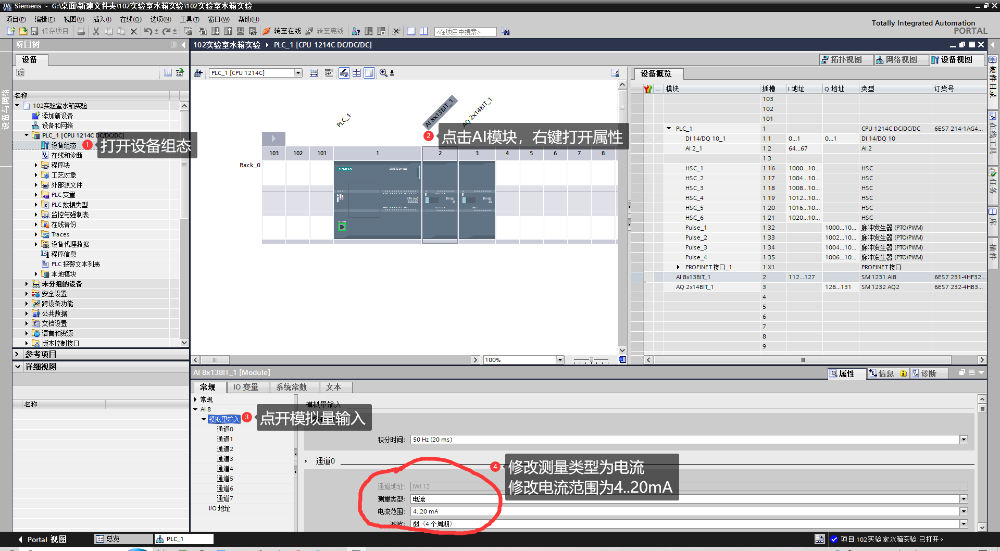 Siemens - G:\桌面\新建文件夹\102实验室水箱实验\102实验室水箱实验
项目(P) 编辑(E) 视图(V) 插入(I) 在线(O) 选项(N) 工具(T) 窗口(W) 帮助(H)
Totally Integrated Automation
PORTAL
保存项目 转至在线 转至离线 <在项目中搜索>
项目树
102实验室水箱实验 PLC_1 [CPU 1214C DC/DC/DC]
设备
拓扑视图 网络视图 设备视图
PLC_1 [CPU 1214C]
设备概览
设备与网络
名称
102实验室水箱实验
添加新设备
设备和网络
PLC_1 [CPU 1214C DC/DC/DC]
设备组态
在线和诊断
程序块
工艺对象
外部源文件
PLC 变量
PLC 数据类型
监控与强制表
在线备份
Traces
设备代理数据
程序信息
PLC 报警文本列表
本地模块
未分组的设备
安全设置
跨设备功能
公共数据
文档设置
语言和资源
版本控制接口
参考项目
详细视图
名称
1 打开设备组态
PLC_1
AI 8x13BIT_1
AQ 2x14BIT_1
2 点击AI模块，右键打开属性
103 102 101 1 2 3 4 5 6 7 8
Rack_0
SIEMENS
100%
... 模块 插槽 I 地址 Q 地址 类型 订货号
103
102
101
PLC_1 1 CPU 1214C DC/DC/DC 6ES7 214-1AG4...
DI 14/DQ 10_1 1 1 0...1 0...1 DI 14/DQ 10
AI 2_1 1 2 64...67 AI 2
1 3
HSC_1 1 16 1000...10... HSC
HSC_2 1 17 1004...10... HSC
HSC_3 1 18 1008...10... HSC
HSC_4 1 19 1012...10... HSC
HSC_5 1 20 1016...10... HSC
HSC_6 1 21 1020...10... HSC
Pulse_1 1 32 1000...10... 脉冲发生器 (PTO/PWM)
Pulse_2 1 33 1002...10... 脉冲发生器 (PTO/PWM)
Pulse_3 1 34 1004...10... 脉冲发生器 (PTO/PWM)
Pulse_4 1 35 1006...10... 脉冲发生器 (PTO/PWM)
PROFINET接口_1 1 X1 PROFINET接口
AI 8x13BIT_1 2 112...127 SM 1231 AI8 6ES7 231-4HF32...
AQ 2x14BIT_1 3 128...131 SM 1232 AQ2 6ES7 232-4HB3...
4
5
6
7
8
9
硬件目录
在线工具
任务
库
插件
AI 8x13BIT_1 [Module]
属性 信息 诊断
常规 IO 变量 系统常数 文本
常规
AI 8
模拟量输入
通道0
通道1
通道2
通道3
通道4
通道5
通道6
通道7
I/O 地址
3 点开模拟量输入
模拟量输入
积分时间: 50 Hz (20 ms)
通道0
4 修改测量类型为电流
修改电流范围为4..20mA
通道地址: IW112
测量类型: 电流
电流范围: 4..20 mA
滤波: 弱（4 个周期）
Portal 视图 总览 PLC_1
项目 102实验室水箱实验 已打开。